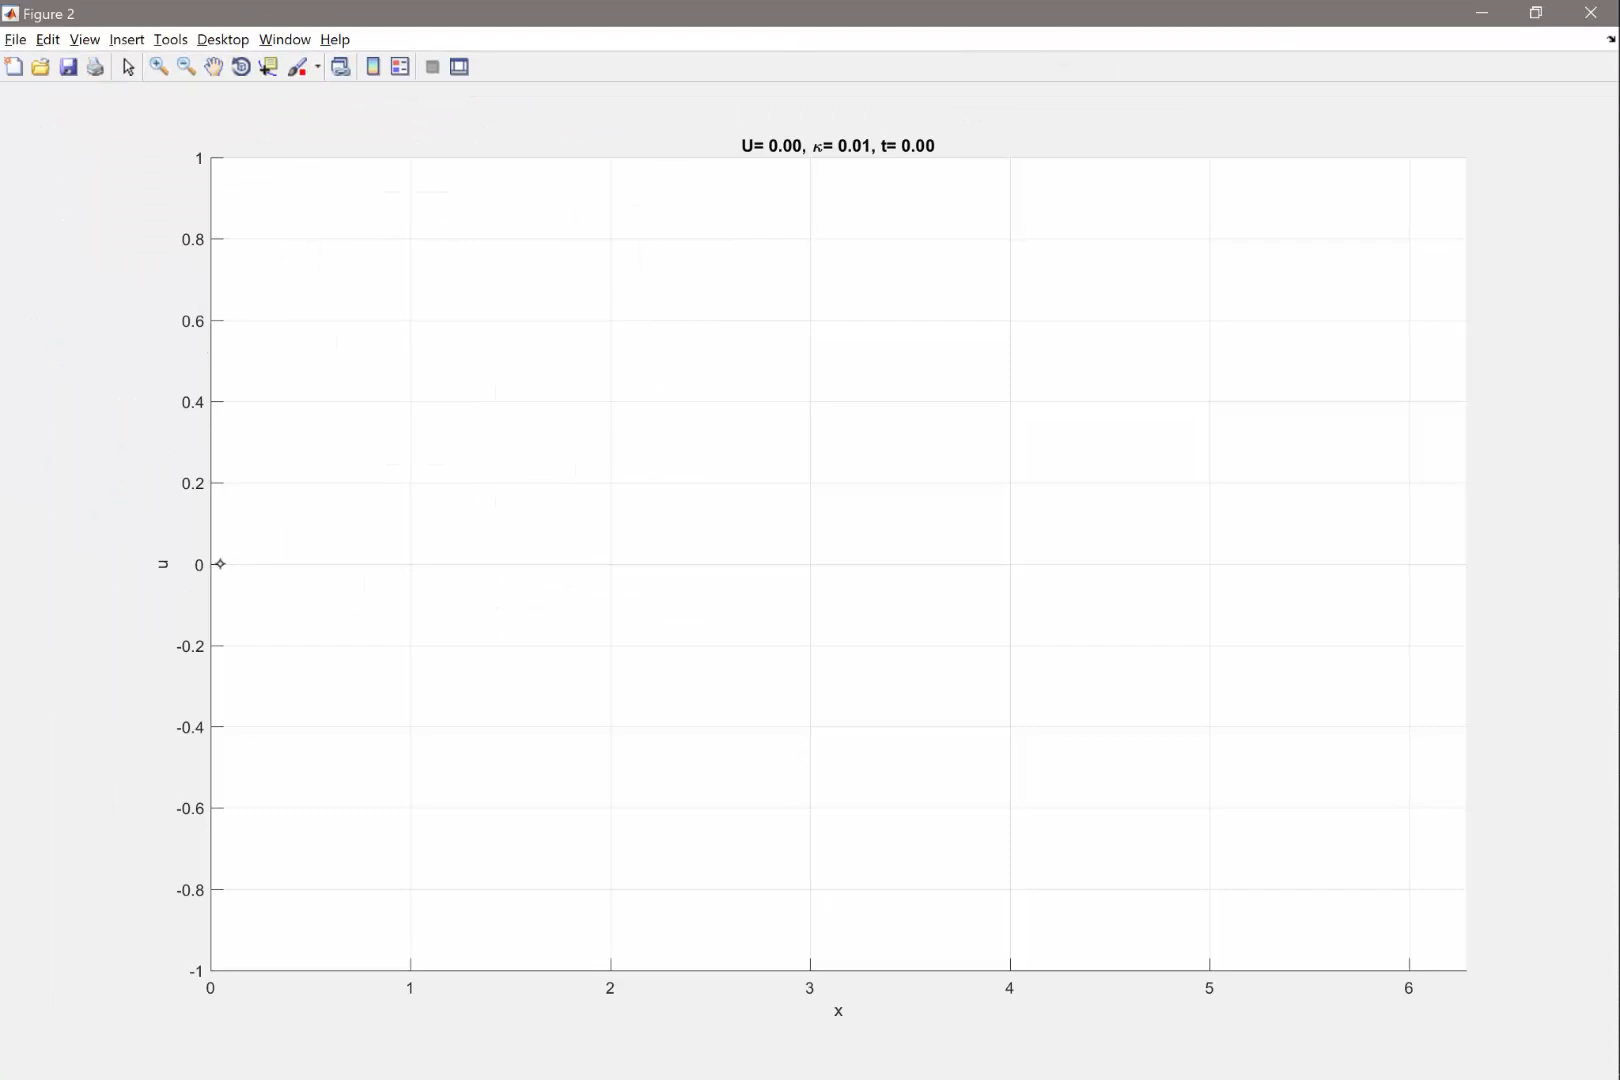 Figure 2
File Edit View Insert Tools Desktop Window Help
U= 0.00, κ= 0.01, t= 0.00
1
0.8
0.6
0.4
0.2
0
-0.2
-0.4
-0.6
-0.8
-1
u
0 1 2 3 4 5 6
x